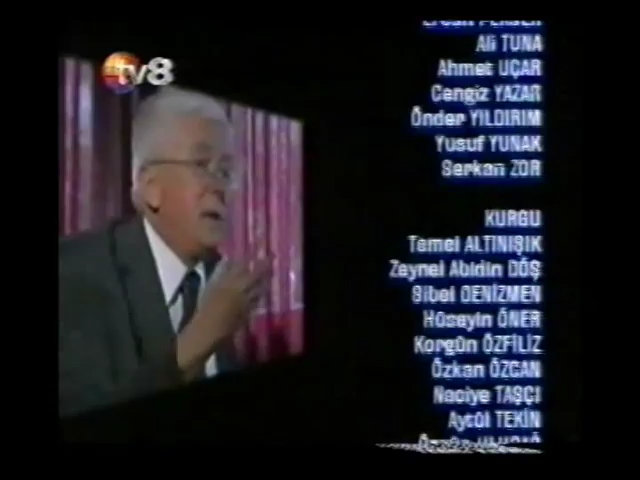 tv8
Ali TUNA
Ahmet UÇAR
Cengiz YAZAR
Önder YILDIRIM
Yusuf YUNAK
Serkan ZOR
KURGU
Temel ALTINIŞIK
Zeynel Abidin DÖŞ
Sibel DENİZMEN
Hüseyin ÖNER
Korgün ÖZFİLİZ
Özkan ÖZCAN
Naciye TAŞÇI
Aytül TEKİN